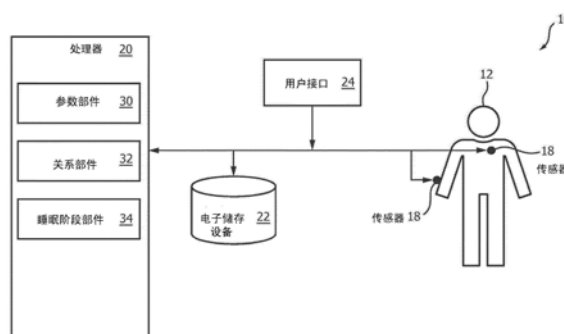 处理器 20
参数部件 30
关系部件 32
睡眠阶段部件 34
用户接口 24
电子储存
设备 22
12
18
传感器
传感器 18